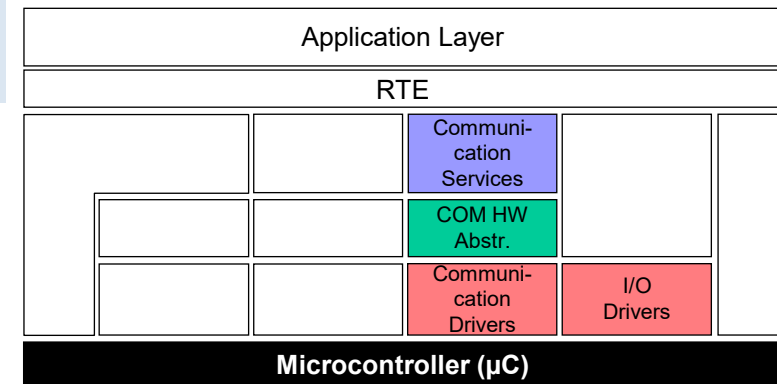 Application Layer
RTE
Communi-
cation
Services
COM HW
Abstr.
Communi-
cation
Drivers
I/O
Drivers
Microcontroller (µC)